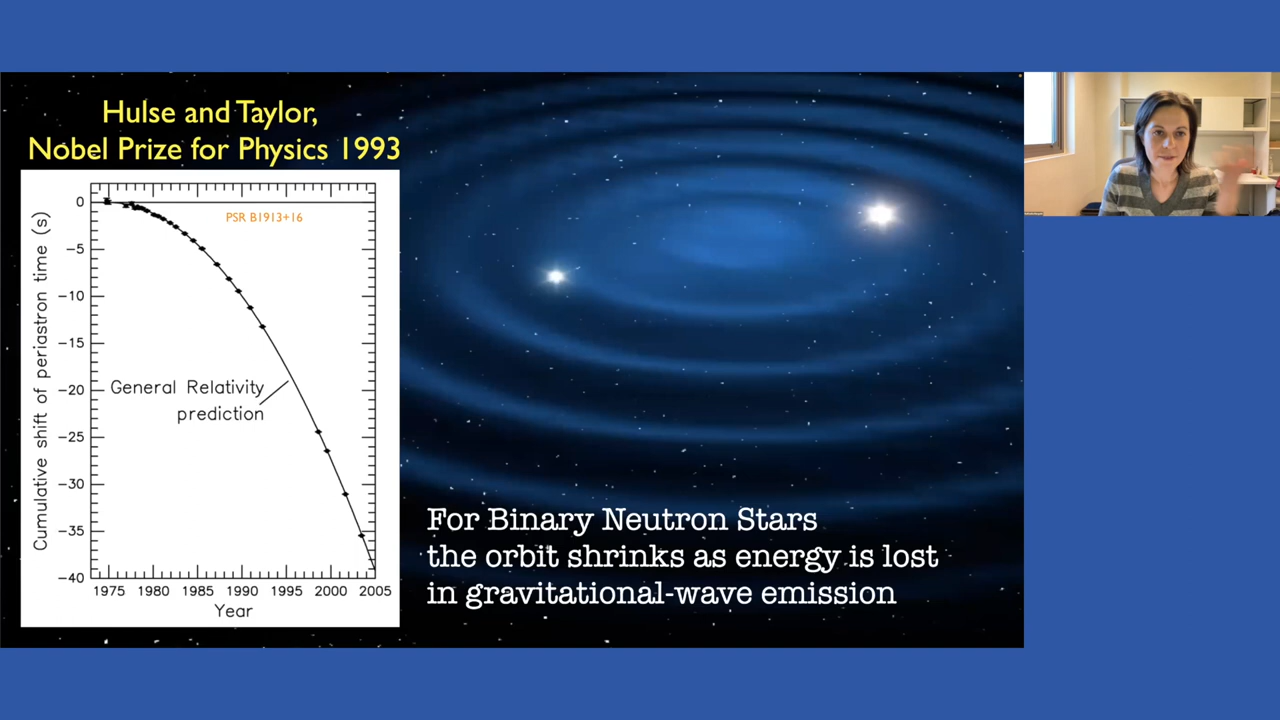 Hulse and Taylor,
Nobel Prize for Physics 1993
PSR B1913+16
0
−5
−10
−15
−20
−25
−30
−35
−40
Cumulative shift of periastron time (s)
General Relativity
prediction
1975 1980 1985 1990 1995 2000 2005
Year
For Binary Neutron Stars
the orbit shrinks as energy is lost
in gravitational-wave emission